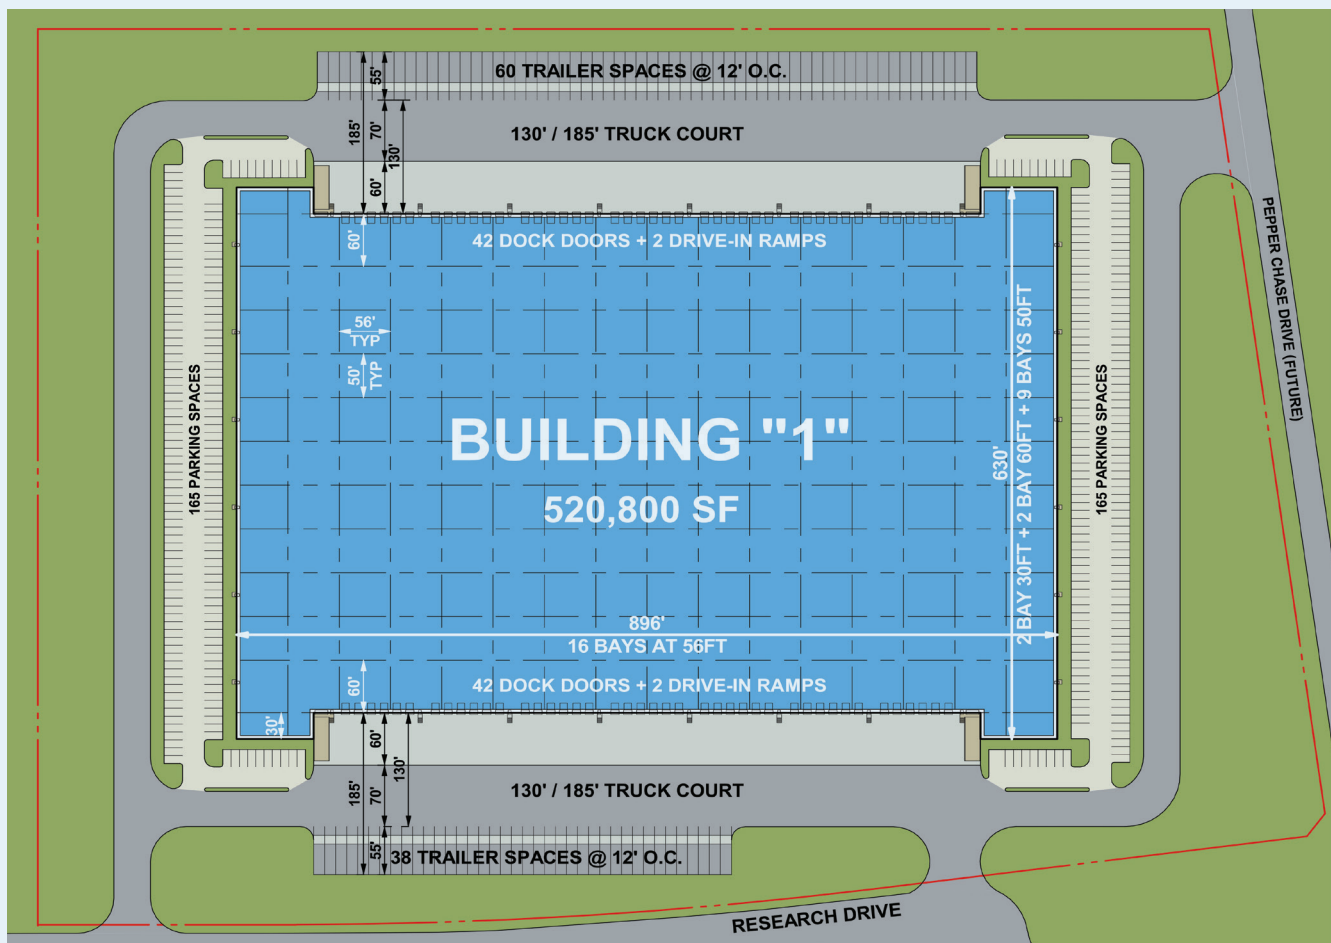 60 TRAILER SPACES @ 12' O.C.
55'
185'
70'
130'
130' / 185' TRUCK COURT
60'
60'
42 DOCK DOORS + 2 DRIVE-IN RAMPS
56'
TYP
50'
TYP
165 PARKING SPACES
BUILDING "1"
520,800 SF
630'
2 BAY 30FT + 2 BAY 60FT + 9 BAYS 50FT
165 PARKING SPACES
PEPPER CHASE DRIVE (FUTURE)
896'
16 BAYS AT 56FT
60'
42 DOCK DOORS + 2 DRIVE-IN RAMPS
30'
60'
130'
185'
70'
130' / 185' TRUCK COURT
55'
38 TRAILER SPACES @ 12' O.C.
RESEARCH DRIVE